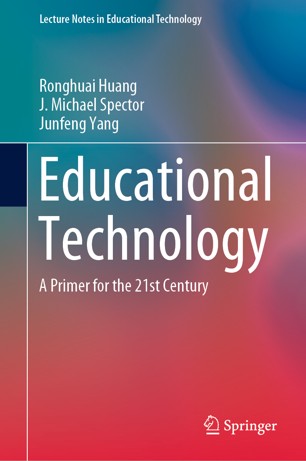 Lecture Notes in Educational Technology
Ronghuai Huang
J. Michael Spector
Junfeng Yang
Educational
Technology
A Primer for the 21st Century
Springer